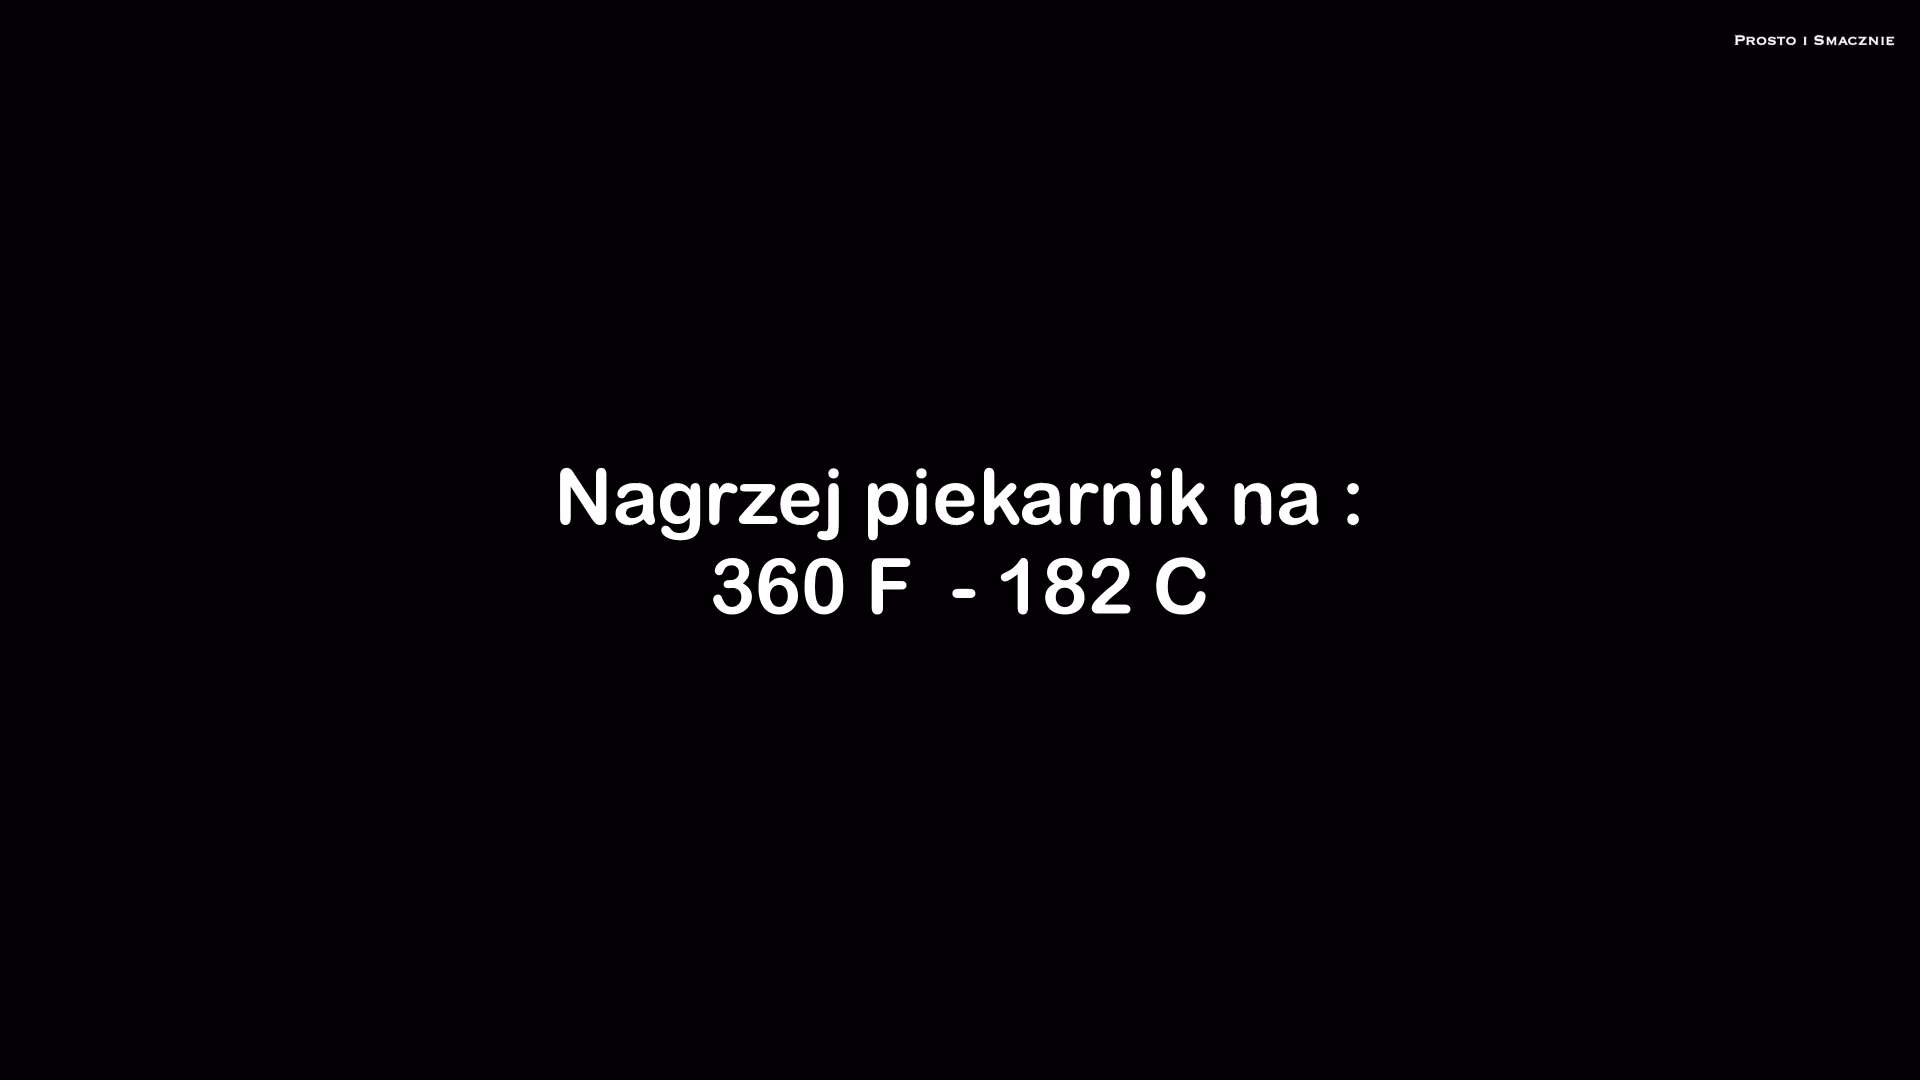 Prosto i Smacznie
Nagrzej piekarnik na :
360 F - 182 C